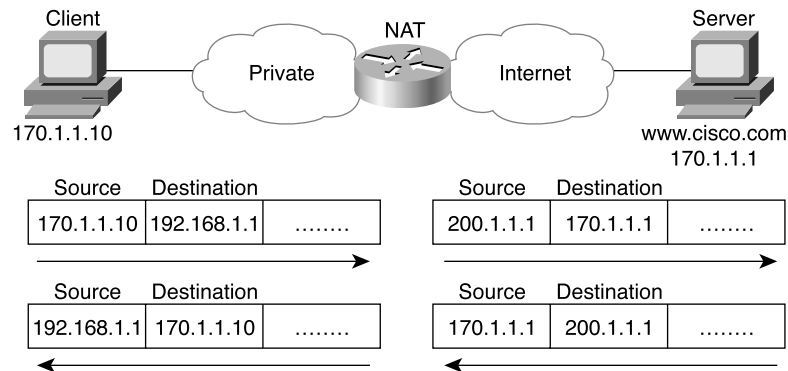 Client
NAT
Server
Private
Internet
170.1.1.10
www.cisco.com
170.1.1.1
Source Destination
170.1.1.10 192.168.1.1 ........
Source Destination
200.1.1.1 170.1.1.1 ........
Source Destination
192.168.1.1 170.1.1.10 ........
Source Destination
170.1.1.1 200.1.1.1 ........